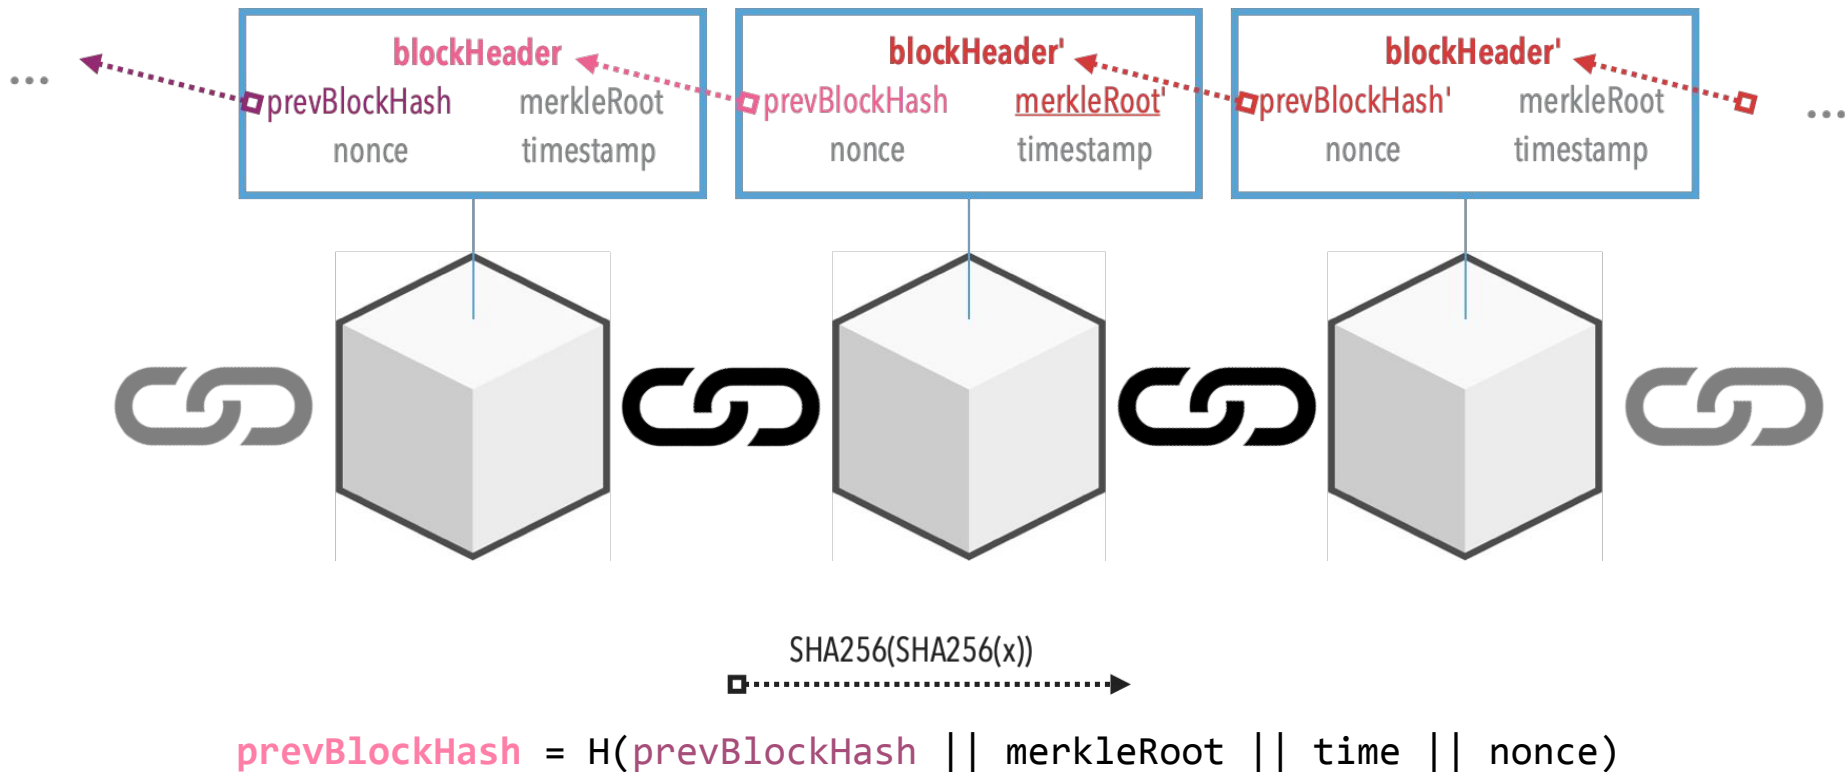 ...
blockHeader
prevBlockHash merkleRoot
nonce timestamp
blockHeader'
prevBlockHash merkleRoot'
nonce timestamp
blockHeader'
prevBlockHash' merkleRoot
nonce timestamp
...
SHA256(SHA256(x))
prevBlockHash = H(prevBlockHash || merkleRoot || time || nonce)